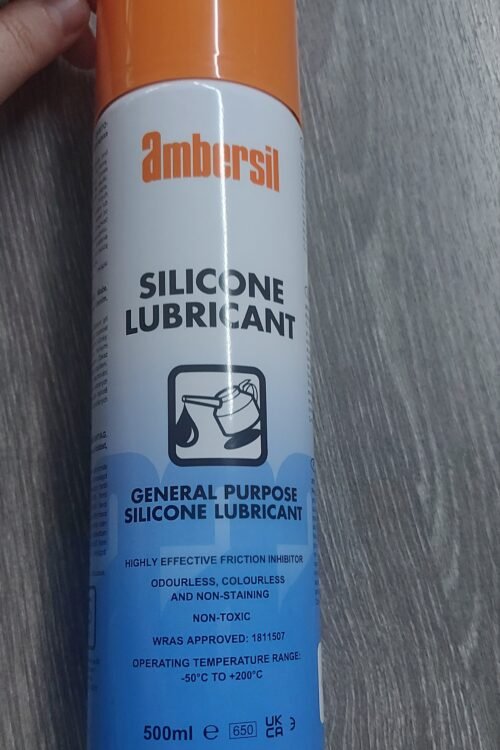 ambersil
SILICONE
LUBRICANT
GENERAL PURPOSE
SILICONE LUBRICANT
HIGHLY EFFECTIVE FRICTION INHIBITOR
ODOURLESS, COLOURLESS
AND NON-STAINING
NON-TOXIC
WRAS APPROVED: 1811507
OPERATING TEMPERATURE RANGE:
-50°C TO +200°C
500ml e 650 UK
CA